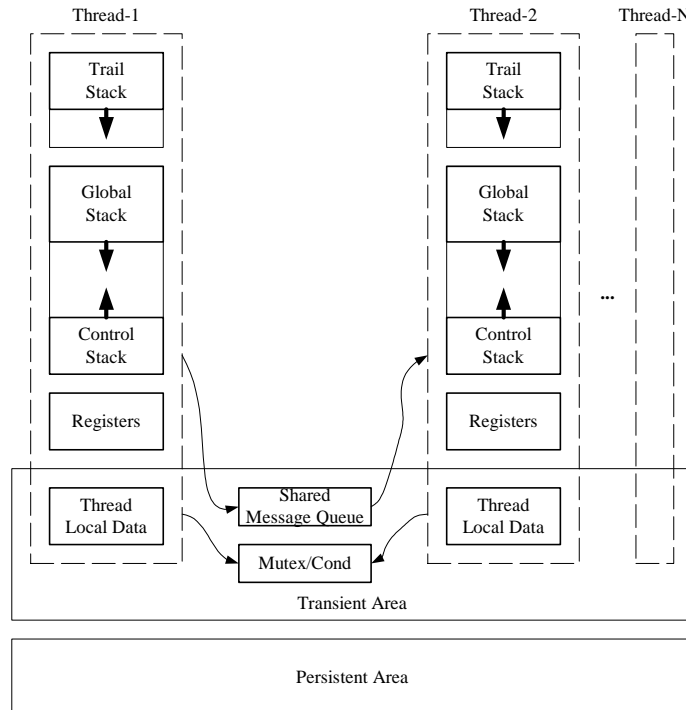 Thread-1
Thread-2
Thread-N
Trail
Stack
Trail
Stack
Global
Stack
Global
Stack
...
Control
Stack
Control
Stack
Registers
Registers
Thread
Local Data
Shared
Message Queue
Thread
Local Data
Mutex/Cond
Transient Area
Persistent Area